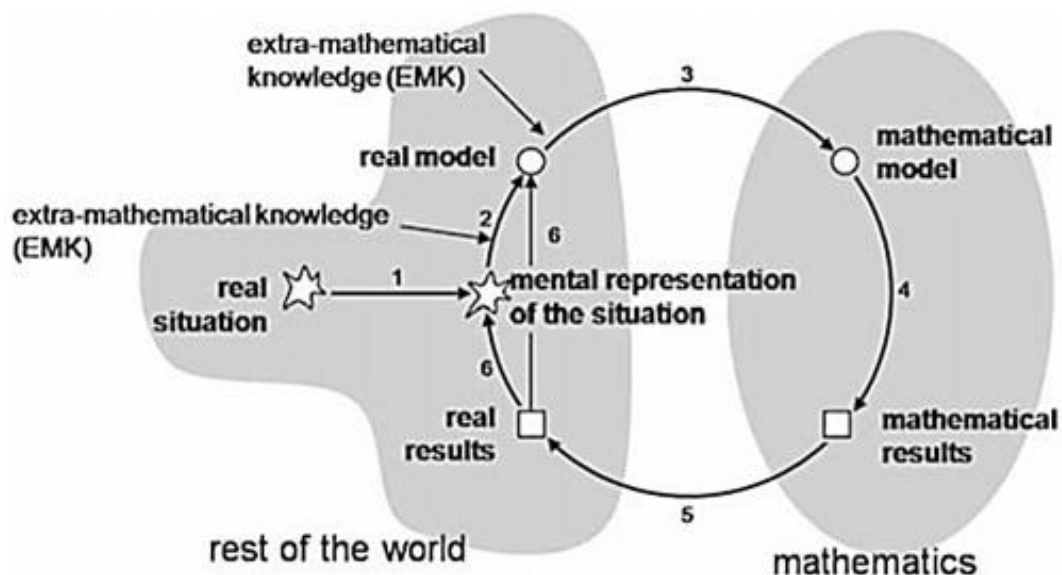 extra-mathematical
knowledge (EMK)
3
real model
mathematical
model
extra-mathematical knowledge
(EMK)
2
6
real
situation
1
mental representation
of the situation
4
6
real
results
mathematical
results
5
rest of the world
mathematics